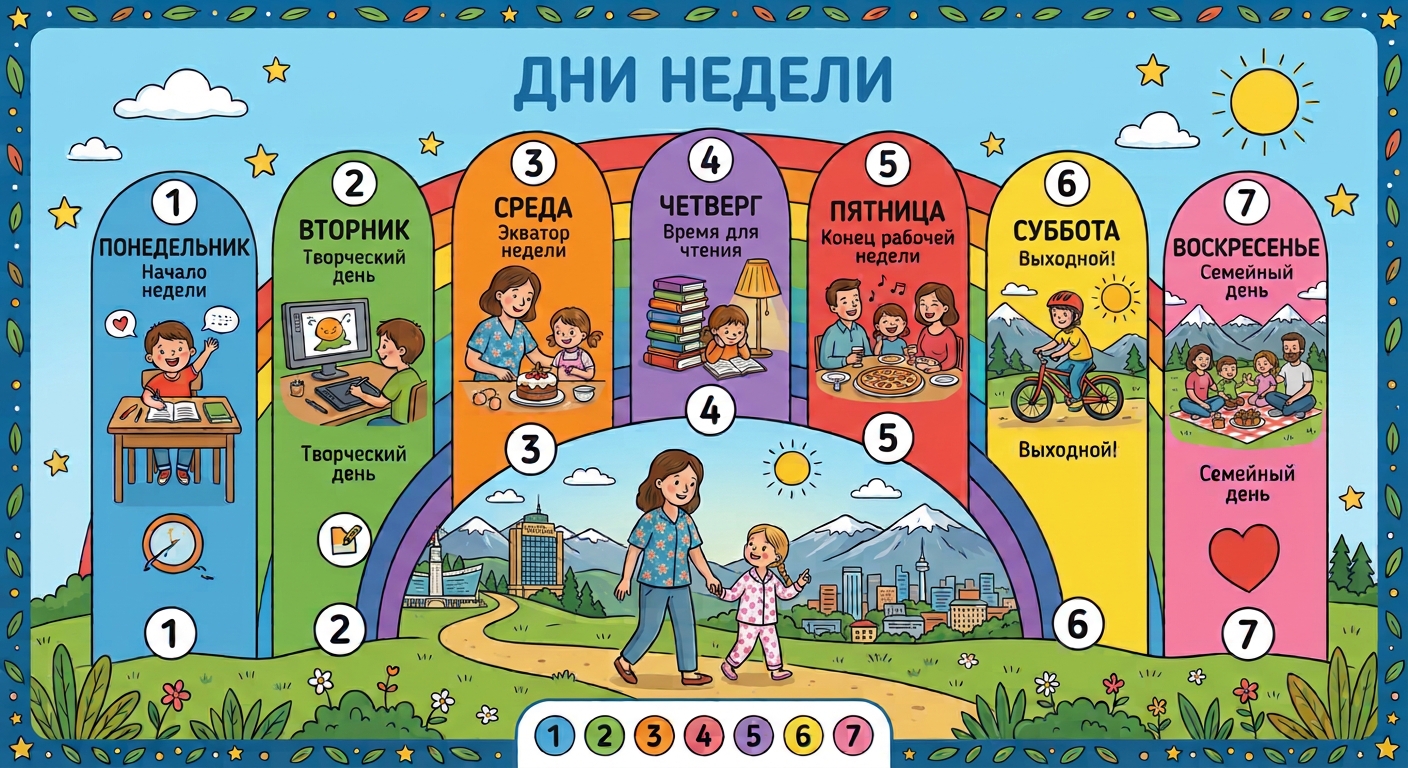 ДНИ НЕДЕЛИ
1
ПОНЕДЕЛЬНИК
Начало
недели
1
2
ВТОРНИК
Творческий
день
Творческий
день
2
3
СРЕДА
Экватор
недели
3
4
ЧЕТВЕРГ
Время для
чтения
4
5
ПЯТНИЦА
Конец рабочей
недели
5
6
СУББОТА
Выходной!
Выходной!
6
7
ВОСКРЕСЕНЬЕ
Семейный
день
Семейный
день
7
1 2 3 4 5 6 7